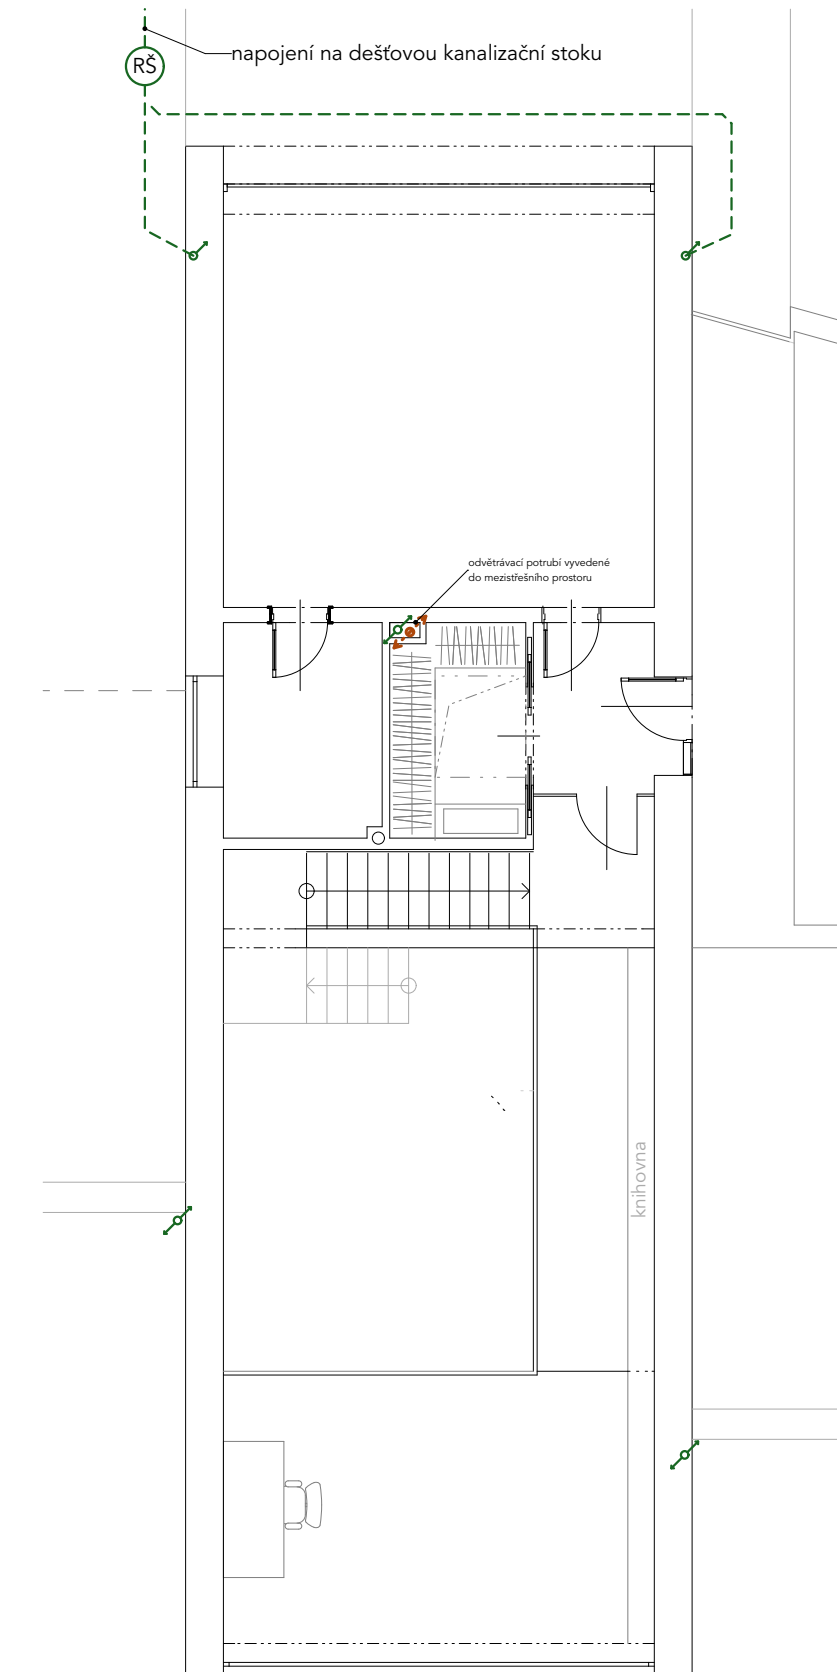 napojení na dešťovou kanalizační stoku
RŠ
odvětrávací potrubí vyvedené
do mezistřešního prostoru
knihovna